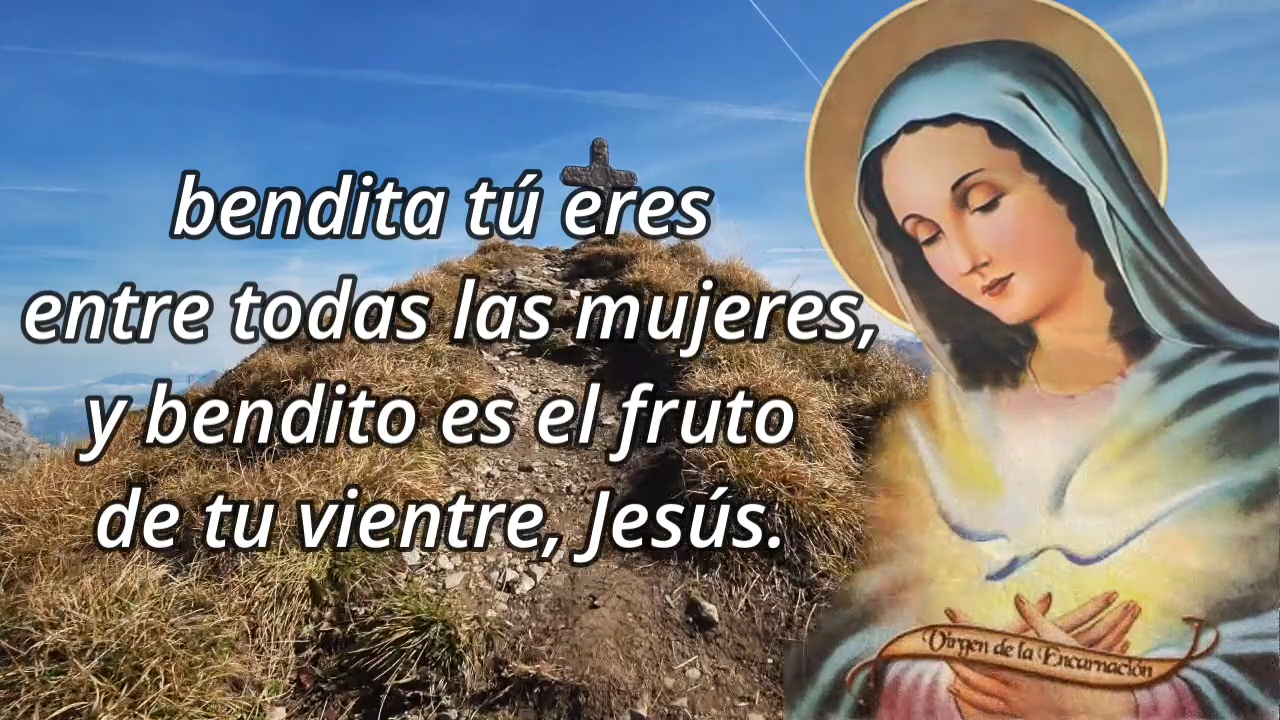 bendita tú eres
entre todas las mujeres,
y bendito es el fruto
de tu vientre, Jesús.
Virgen de la Encarnación